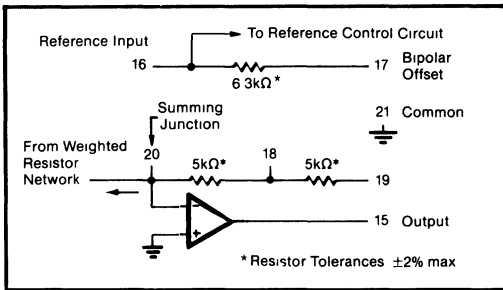 To Reference Control Circuit
Reference Input
16
17 Bipolar
Offset
6 3kΩ*
Summing
Junction
21 Common
From Weighted
Resistor
Network
20
18
5kΩ*
5kΩ*
19
−
+
15 Output
* Resistor Tolerances ±2% max